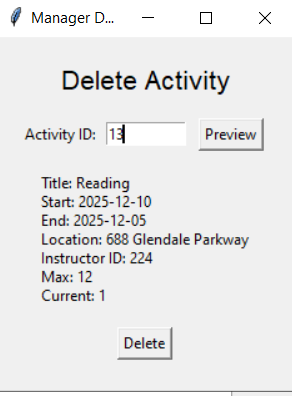 Manager D...
Delete Activity
Activity ID: 13 Preview
Title: Reading
Start: 2025-12-10
End: 2025-12-05
Location: 688 Glendale Parkway
Instructor ID: 224
Max: 12
Current: 1
Delete